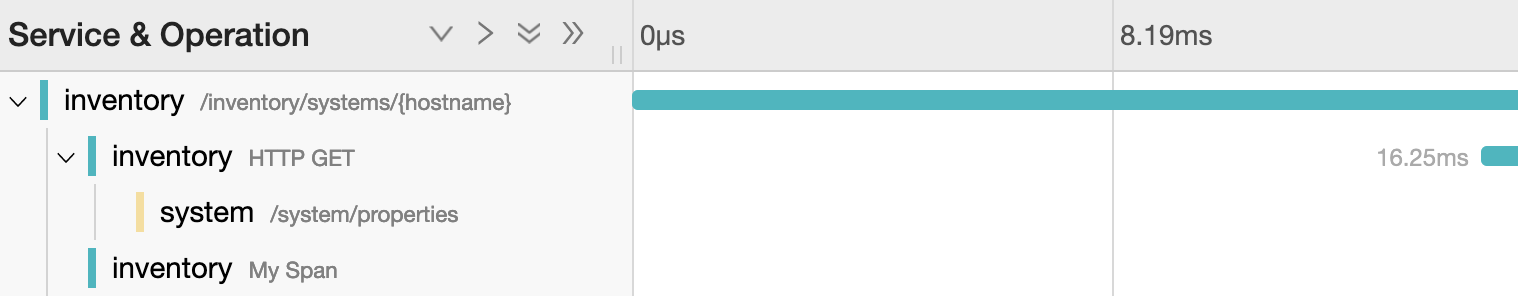 Service & Operation 0μs 8.19ms
inventory /inventory/systems/{hostname}
inventory HTTP GET 16.25ms
system /system/properties
inventory My Span